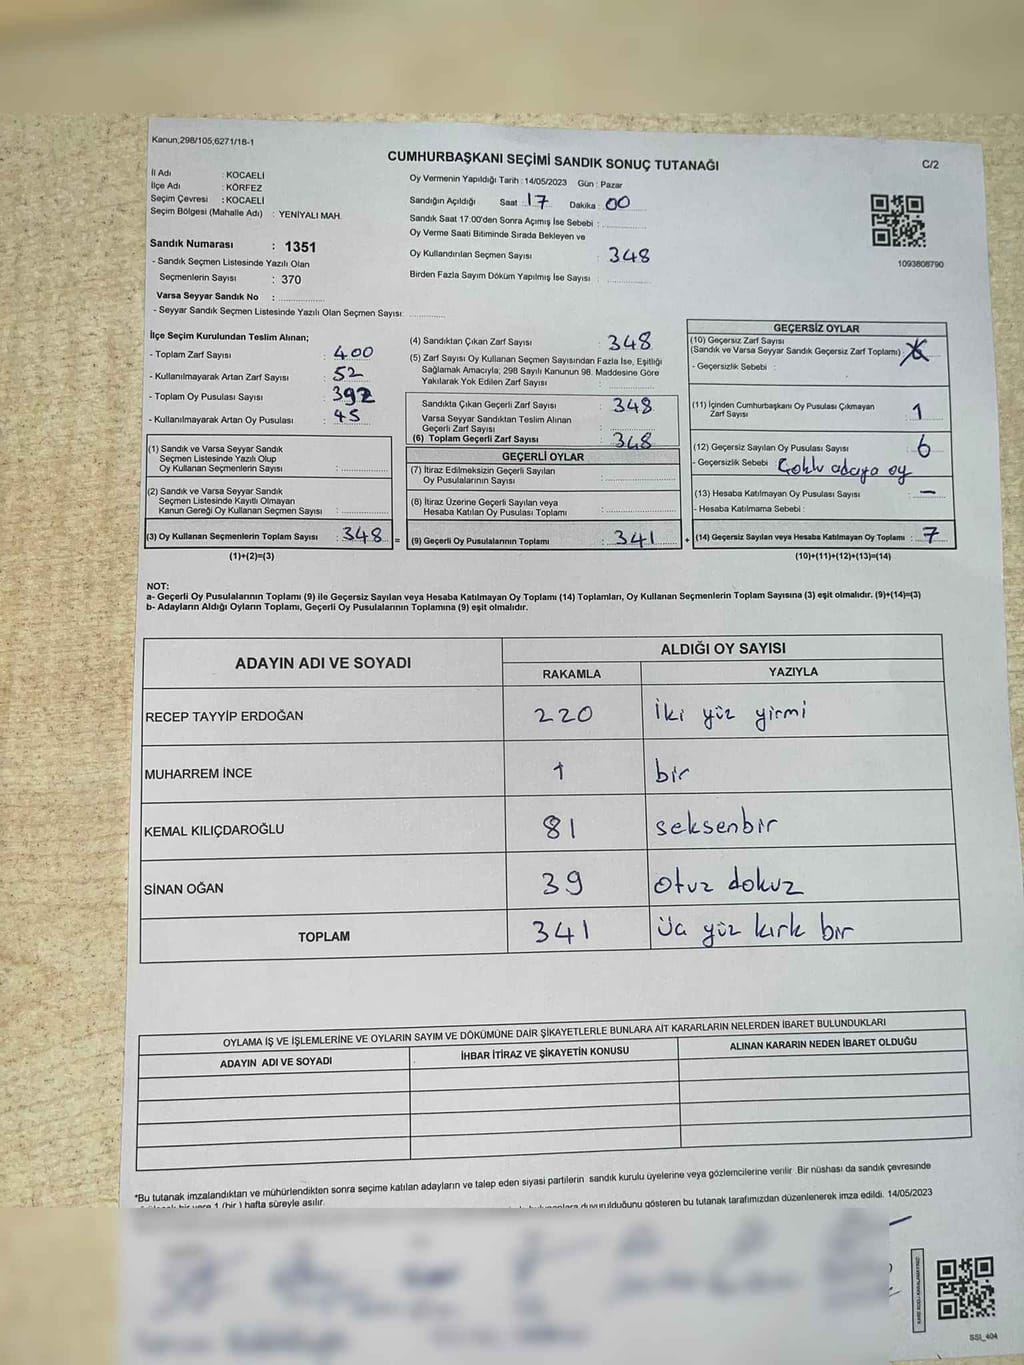 Kanun;298/105;6271/18-1
CUMHURBAŞKANI SEÇİMİ SANDIK SONUÇ TUTANAĞI
C/2
İl Adı : KOCAELİ
İlçe Adı : KÖRFEZ
Seçim Çevresi : KOCAELİ
Seçim Bölgesi (Mahalle Adı) : YENİYALI MAH.
Sandık Numarası : 1351
- Sandık Seçmen Listesinde Yazılı Olan
Seçmenlerin Sayısı : 370
Varsa Seyyar Sandık No :
- Seyyar Sandık Seçmen Listesinde Yazılı Olan Seçmen Sayısı:
Oy Vermenin Yapıldığı Tarih : 14/05/2023 Gün : Pazar
Sandığın Açıldığı Saat : 17 Dakika : 00
Sandık Saat 17:00'den Sonra Açımış İse Sebebi :
Oy Verme Saati Bitiminde Sırada Bekleyen ve
Oy Kullandırılan Seçmen Sayısı : 348
Birden Fazla Sayım Döküm Yapılmış İse Sayısı :
1093808790
İlçe Seçim Kurulundan Teslim Alınan;
- Toplam Zarf Sayısı : 400
- Kullanılmayarak Artan Zarf Sayısı : 52
- Toplam Oy Pusulası Sayısı : 392
- Kullanılmayarak Artan Oy Pusulası : 45
(1) Sandık ve Varsa Seyyar Sandık
Seçmen Listesinde Yazılı Olup
Oy Kullanan Seçmenlerin Sayısı :
(2) Sandık ve Varsa Seyyar Sandık
Seçmen Listesinde Kayıtlı Olmayan
Kanun Gereği Oy Kullanan Seçmen Sayısı :
(3) Oy Kullanan Seçmenlerin Toplam Sayısı : 348 =
(1)+(2)=(3)
(4) Sandıktan Çıkan Zarf Sayısı : 348
(5) Zarf Sayısı Oy Kullanan Seçmen Sayısından Fazla İse, Eşitliği
Sağlamak Amacıyla; 298 Sayılı Kanunun 98. Maddesine Göre
Yakılarak Yok Edilen Zarf Sayısı :
Sandıkta Çıkan Geçerli Zarf Sayısı : 348
Varsa Seyyar Sandıktan Teslim Alınan
Geçerli Zarf Sayısı :
(6) Toplam Geçerli Zarf Sayısı : 348
GEÇERLİ OYLAR
(7) İtiraz Edilmeksizin Geçerli Sayılan
Oy Pusulalarının Sayısı :
(8) İtiraz Üzerine Geçerli Sayılan veya
Hesaba Katılan Oy Pusulası Toplamı :
(9) Geçerli Oy Pusulalarının Toplamı : 341 +
GEÇERSİZ OYLAR
(10) Geçersiz Zarf Sayısı
(Sandık ve Varsa Seyyar Sandık Geçersiz Zarf Toplamı) :
- Geçersizlik Sebebi :
(11) İçinden Cumhurbaşkanı Oy Pusulası Çıkmayan
Zarf Sayısı : 1
(12) Geçersiz Sayılan Oy Pusulası Sayısı : 6
- Geçersizlik Sebebi : Çoklu adaya oy
(13) Hesaba Katılmayan Oy Pusulası Sayısı : -
- Hesaba Katılmama Sebebi :
(14) Geçersiz Sayılan veya Hesaba Katılmayan Oy Toplamı : 7
(10)+(11)+(12)+(13)=(14)
NOT:
a- Geçerli Oy Pusulalarının Toplamı (9) ile Geçersiz Sayılan veya Hesaba Katılmayan Oy Toplamı (14) Toplamları, Oy Kullanan Seçmenlerin Toplam Sayısına (3) eşit olmalıdır. (9)+(14)=(3)
b- Adayların Aldığı Oyların Toplamı, Geçerli Oy Pusulalarının Toplamına (9) eşit olmalıdır.
ADAYIN ADI VE SOYADI
ALDIĞI OY SAYISI
RAKAMLA YAZIYLA
RECEP TAYYİP ERDOĞAN 220 İki yüz yirmi
MUHARREM İNCE 1 bir
KEMAL KILIÇDAROĞLU 81 seksenbir
SİNAN OĞAN 39 otuz dokuz
TOPLAM 341 Üç yüz kırk bir
OYLAMA İŞ VE İŞLEMLERİNE VE OYLARIN SAYIM VE DÖKÜMÜNE DAİR ŞİKAYETLERLE BUNLARA AİT KARARLARIN NELERDEN İBARET BULUNDUKLARI
ADAYIN ADI VE SOYADI İHBAR İTİRAZ VE ŞİKAYETİN KONUSU ALINAN KARARIN NEDEN İBARET OLDUĞU
*Bu tutanak imzalandıktan ve mühürlendikten sonra seçime katılan adayların ve talep eden siyasi partilerin sandık kurulu üyelerine veya gözlemcilerine verilir .Bir nüshası da sandık çevresinde
bir yere 1 (bir ) hafta süreyle asılır.
duyurulduğunu gösteren bu tutanak tarafımızdan düzenlenerek imza edildi. 14/05/2023
SSI_404